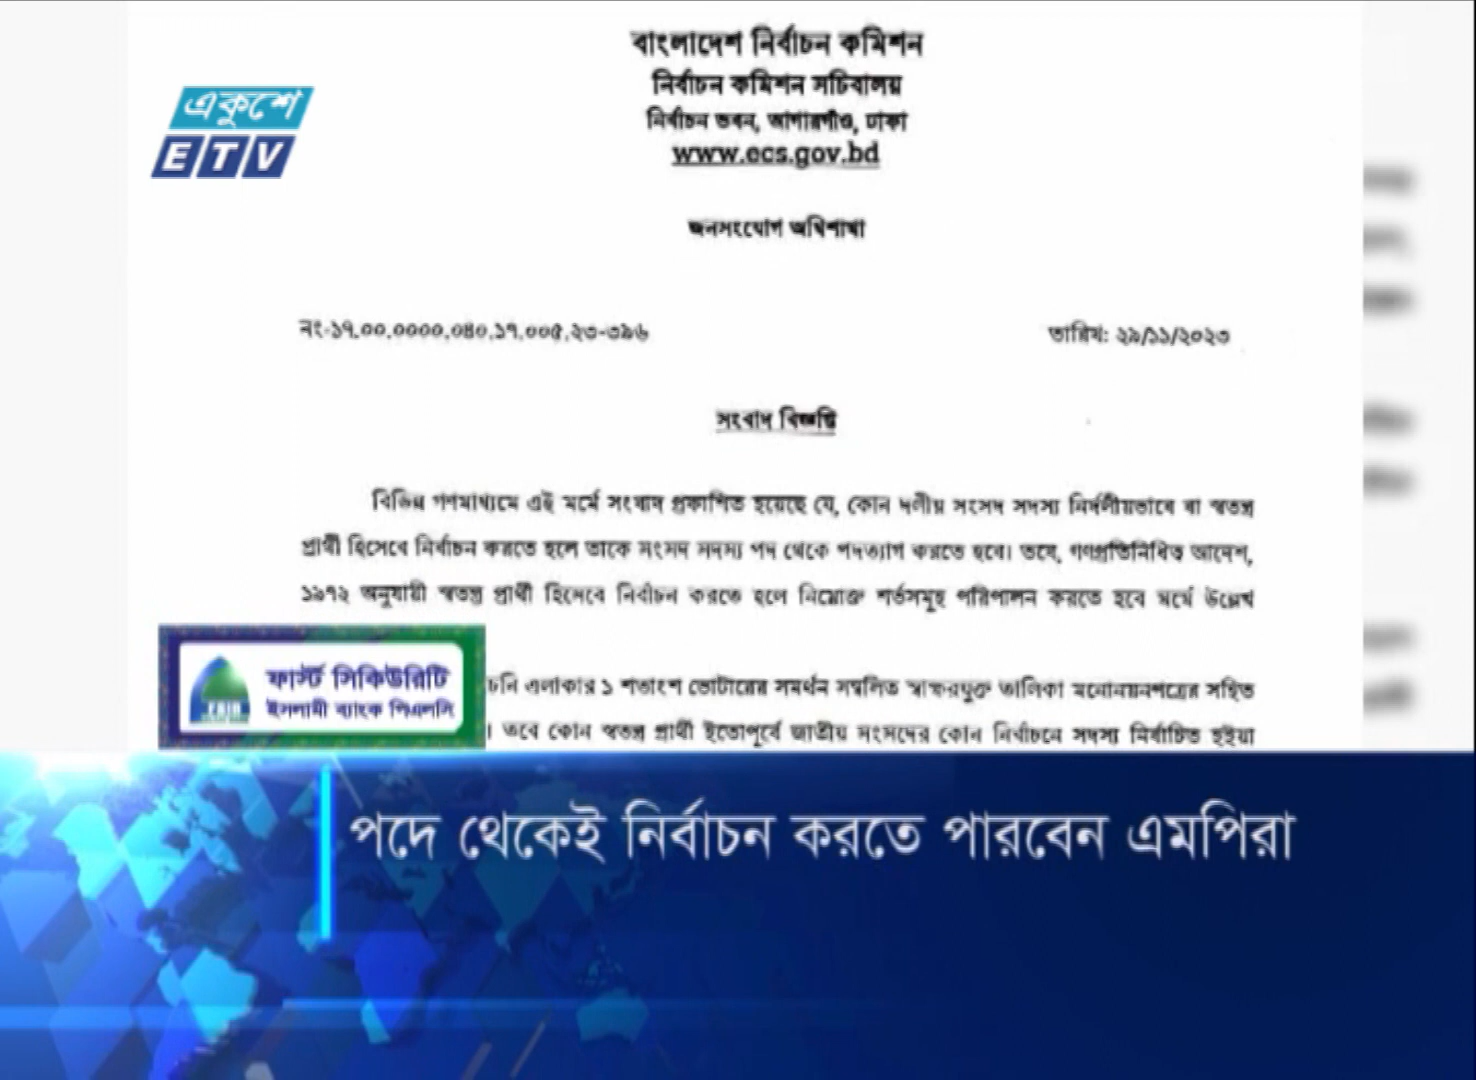 বাংলাদেশ নির্বাচন কমিশন
নির্বাচন কমিশন সচিবালয়
নির্বাচন ভবন, আগারগাঁও, ঢাকা
www.ecs.gov.bd
একুশে
ETV
জনসংযোগ অধিশাখা
নং-১৭.০০.০০০০.০৪০.১৭.০০৫.২৩-৩৯৬
তারিখ: ২৯/১১/২০২৩
সংবাদ বিজ্ঞপ্তি
বিভিন্ন গণমাধ্যমে এই মর্মে সংবাদ প্রকাশিত হয়েছে যে, কোন দলীয় সংসদ সদস্য নির্দলীয়ভাবে বা স্বতন্ত্র
প্রার্থী হিসেবে নির্বাচন করতে হলে তাকে সংসদ সদস্য পদ থেকে পদত্যাগ করতে হবে। তবে, গণপ্রতিনিধিত্ব আদেশ,
১৯৭২ অনুযায়ী স্বতন্ত্র প্রার্থী হিসেবে নির্বাচন করতে হলে নিম্নোক্ত শর্তসমূহ পরিপালন করতে হবে মর্মে উল্লেখ
চনি এলাকার ১ শতাংশ ভোটারের সমর্থন সম্বলিত স্বাক্ষরযুক্ত তালিকা মনোনয়নপত্রের সহিত
। তবে কোন স্বতন্ত্র প্রার্থী ইতোপূর্বে জাতীয় সংসদের কোন নির্বাচনে সদস্য নির্বাচিত হইয়া
ফার্স্ট সিকিউরিটি
ইসলামী ব্যাংক পিএলসি
পদে থেকেই নির্বাচন করতে পারবেন এমপিরা